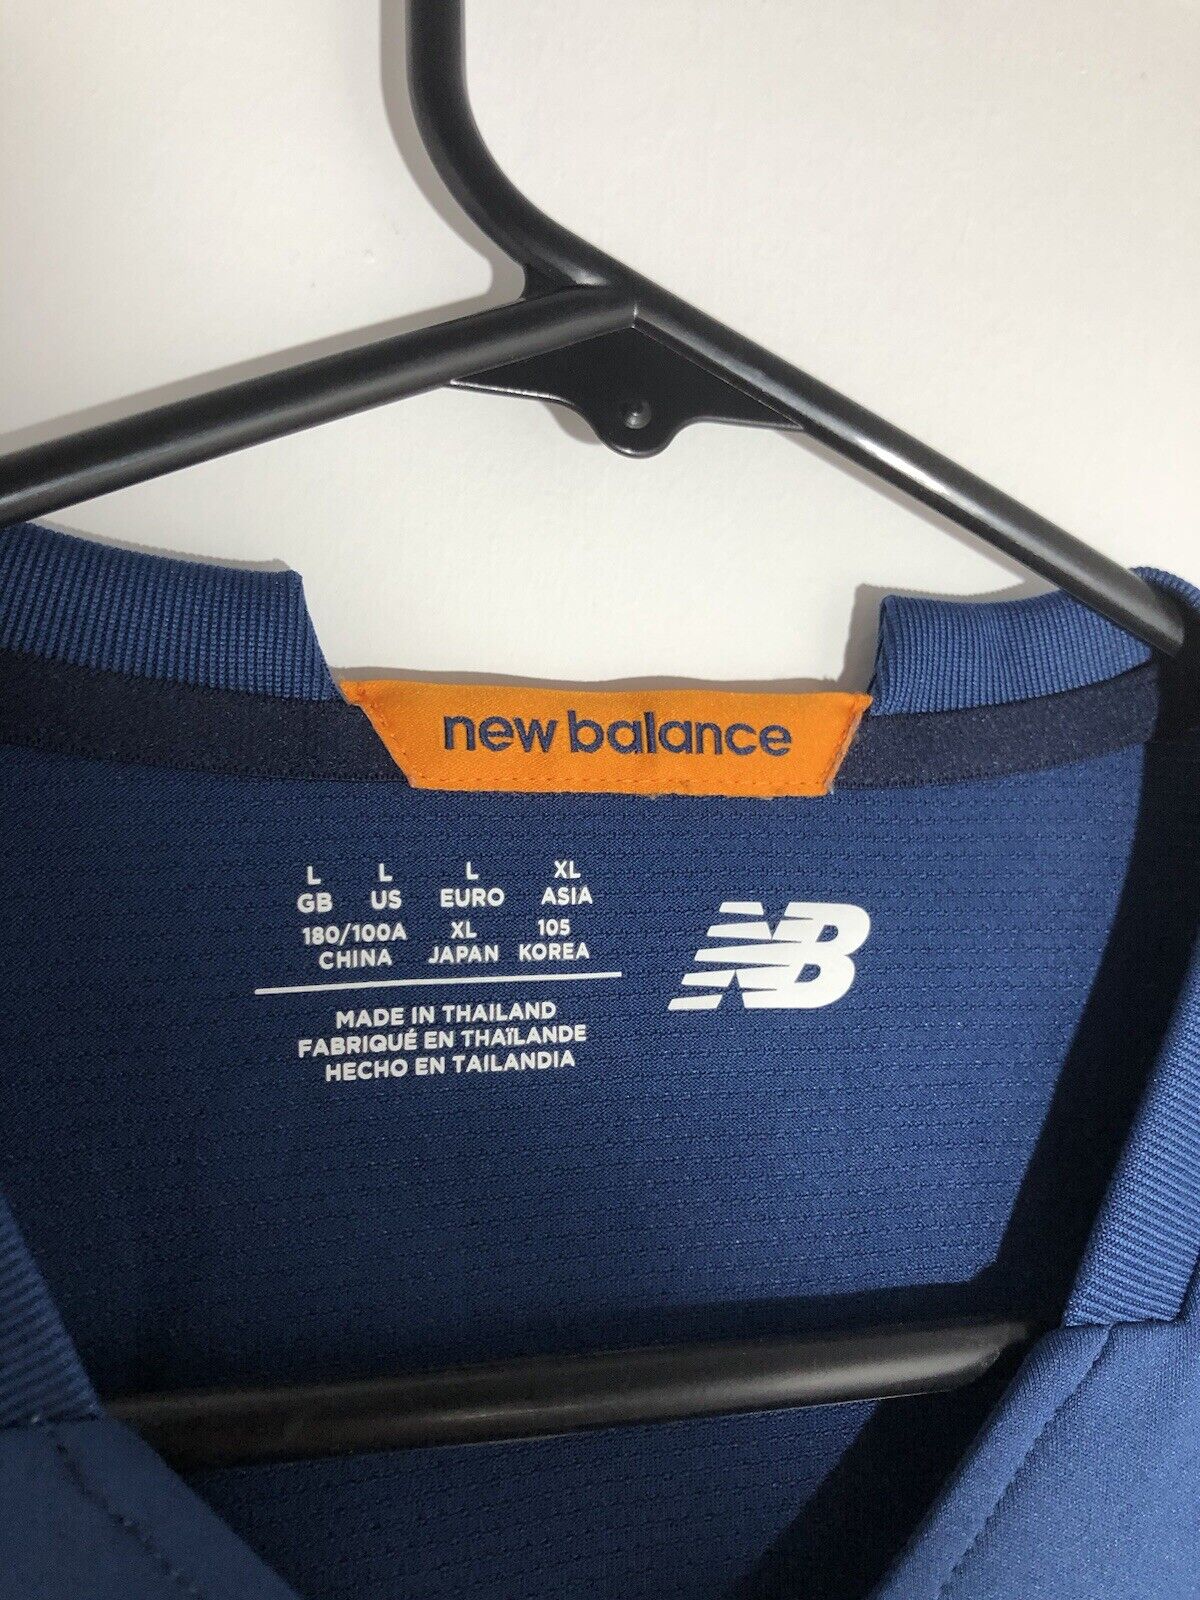 new balance
L L L XL
GB US EURO ASIA
180/100A XL 105
CHINA JAPAN KOREA
NB
MADE IN THAILAND
FABRIQUÉ EN THAÏLANDE
HECHO EN TAILANDIA